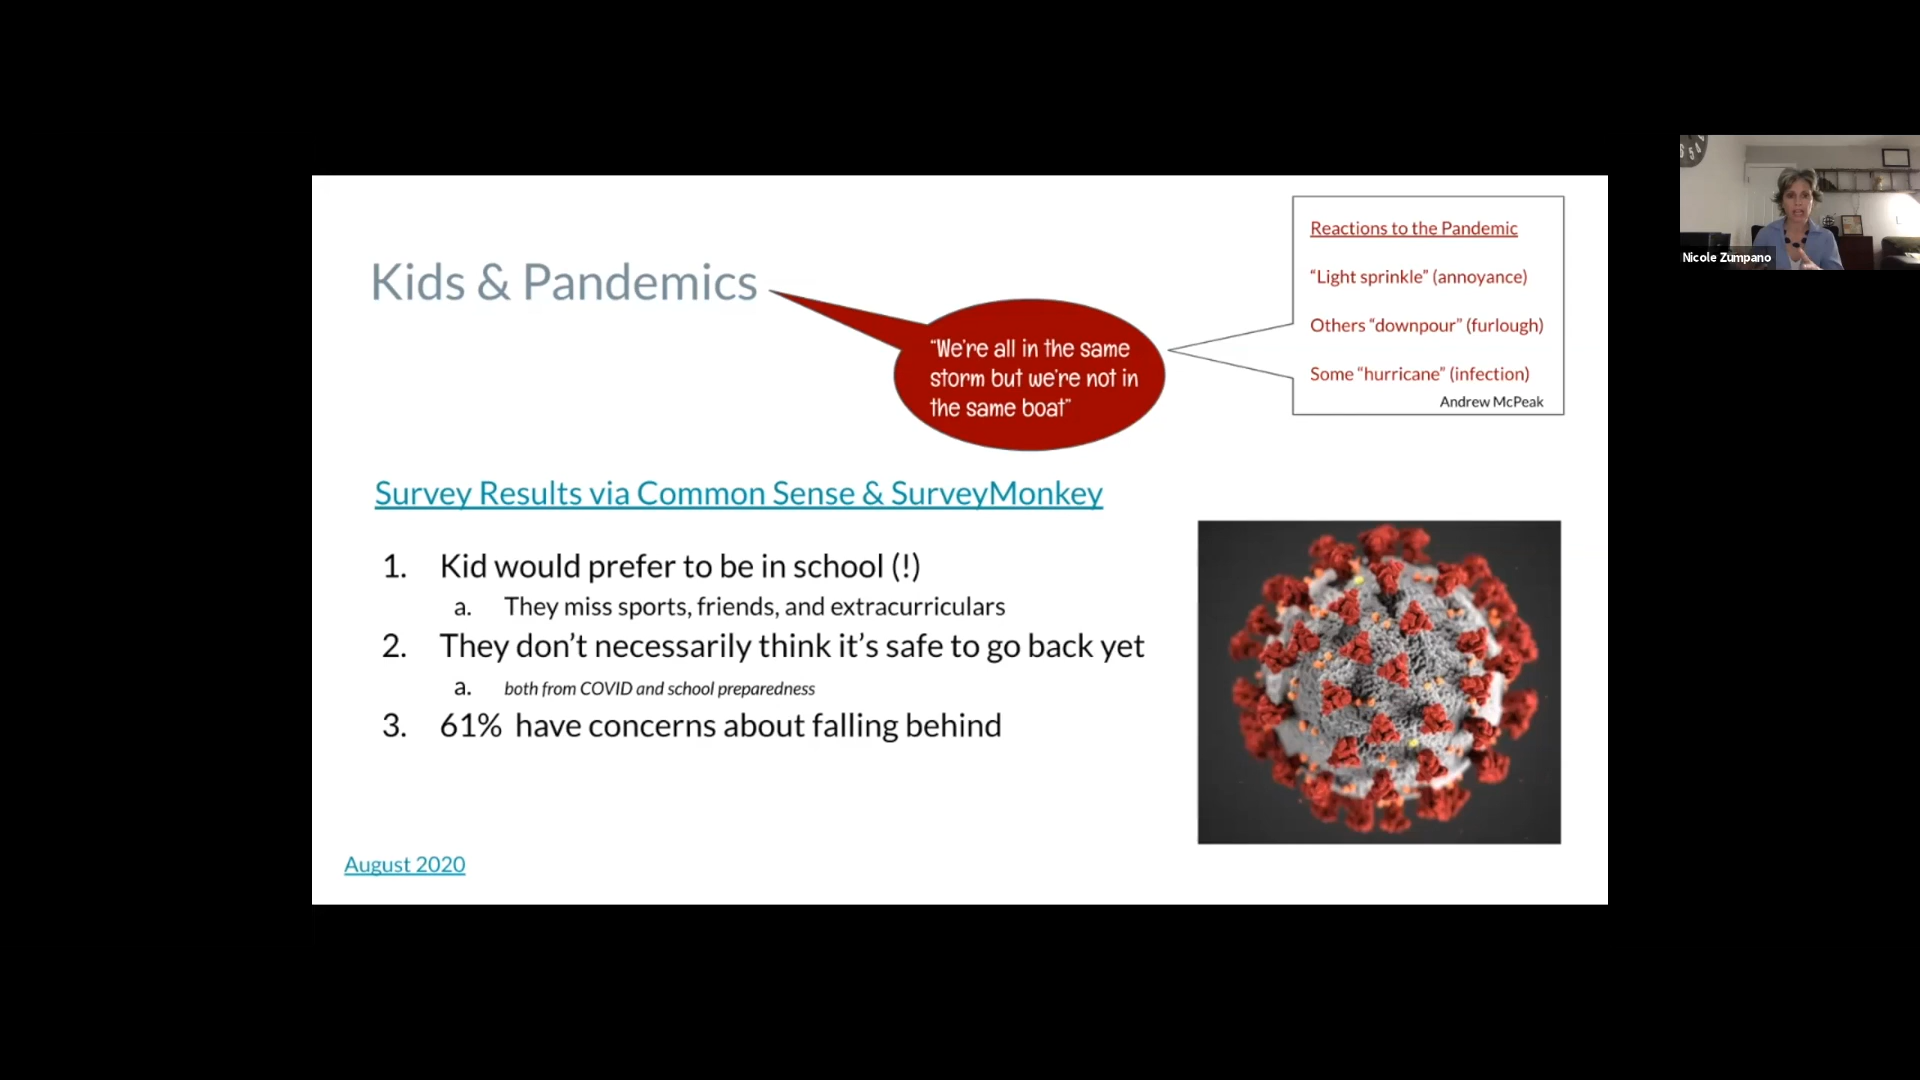 Kids & Pandemics
“We’re all in the same
storm but we’re not in
the same boat”
Reactions to the Pandemic
“Light sprinkle” (annoyance)
Others “downpour” (furlough)
Some “hurricane” (infection)
Andrew McPeak
Survey Results via Common Sense & SurveyMonkey
1. Kid would prefer to be in school (!)
a. They miss sports, friends, and extracurriculars
2. They don’t necessarily think it’s safe to go back yet
a. both from COVID and school preparedness
3. 61% have concerns about falling behind
August 2020
Nicole Zumpano